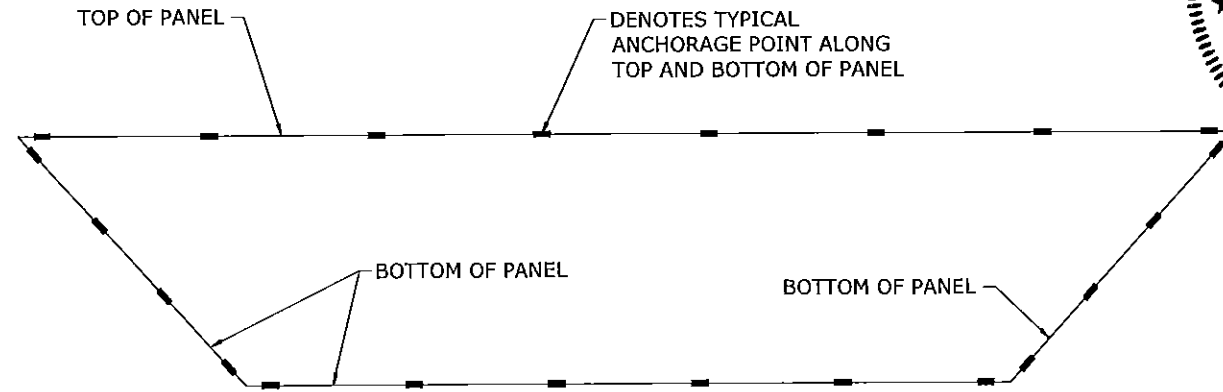 TOP OF PANEL
DENOTES TYPICAL
ANCHORAGE POINT ALONG
TOP AND BOTTOM OF PANEL
BOTTOM OF PANEL
BOTTOM OF PANEL